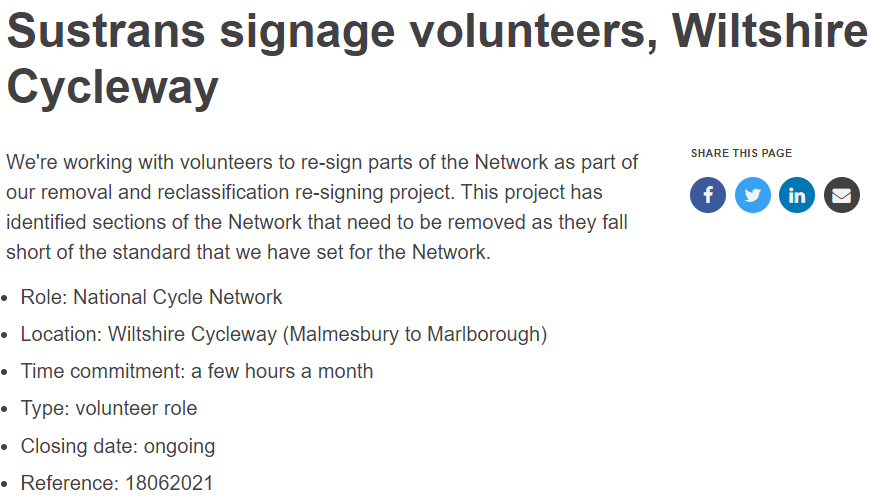 Sustrans signage volunteers, Wiltshire
Cycleway
We're working with volunteers to re-sign parts of the Network as part of
our removal and reclassification re-signing project. This project has
identified sections of the Network that need to be removed as they fall
short of the standard that we have set for the Network.
SHARE THIS PAGE
• Role: National Cycle Network
• Location: Wiltshire Cycleway (Malmesbury to Marlborough)
• Time commitment: a few hours a month
• Type: volunteer role
• Closing date: ongoing
• Reference: 18062021